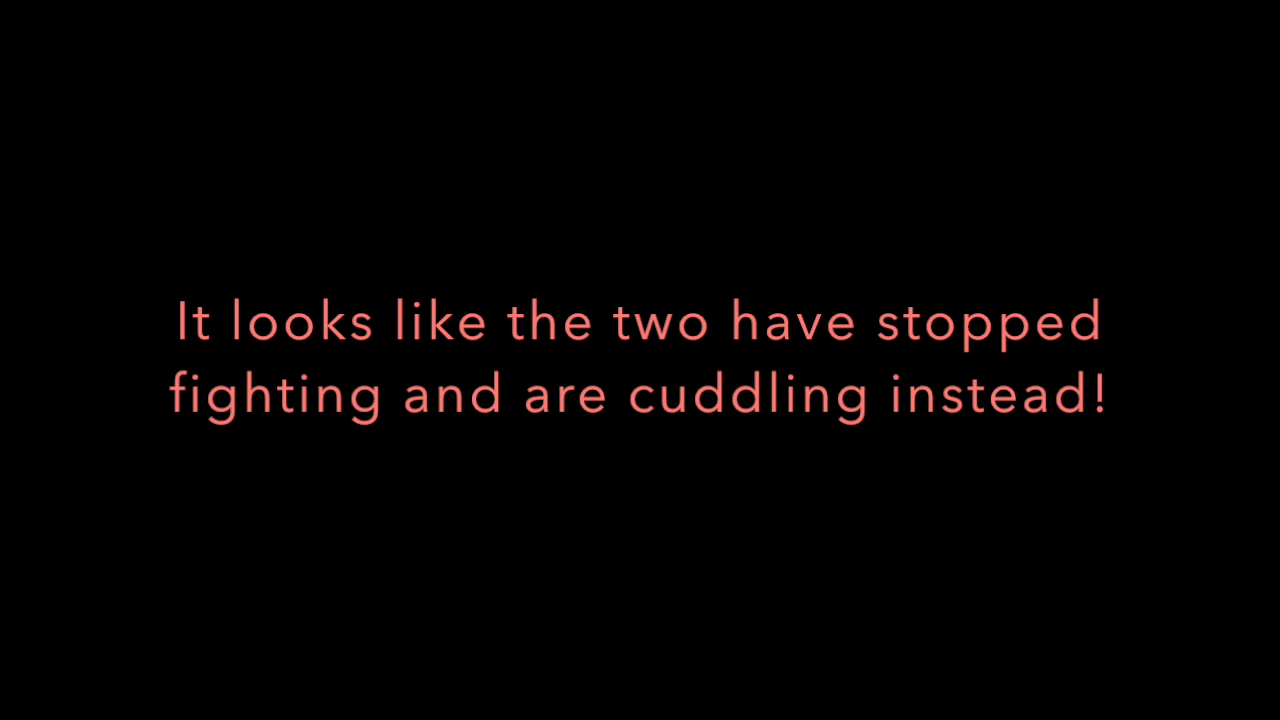 It looks like the two have stopped
fighting and are cuddling instead!